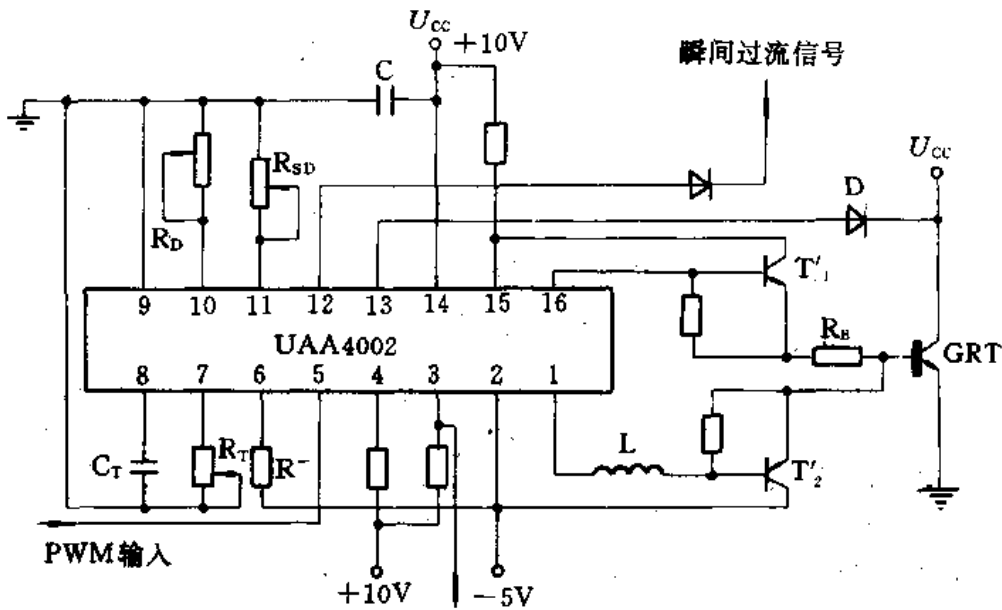 U_CC
+10V
瞬间过流信号
C
R_SD
U_CC
D
R_D
T′₁
9 10 11 12 13 14 15 16
UAA4002
R_B
GRT
8 7 6 5 4 3 2 1
C_T
R_T
R⁻
L
T′₂
PWM输入
+10V
−5V